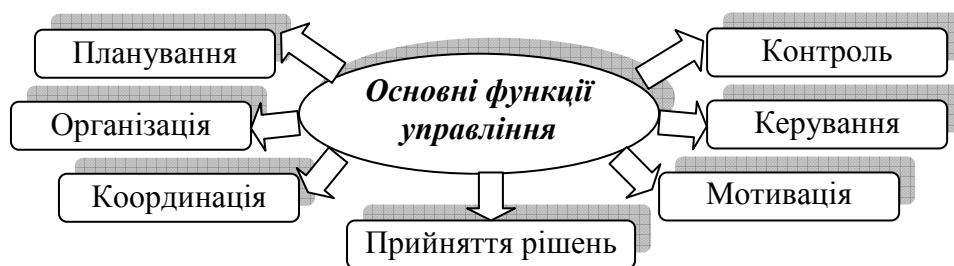 Планування
Контроль
Основні функції
управління
Організація
Керування
Координація
Мотивація
Прийняття рішень